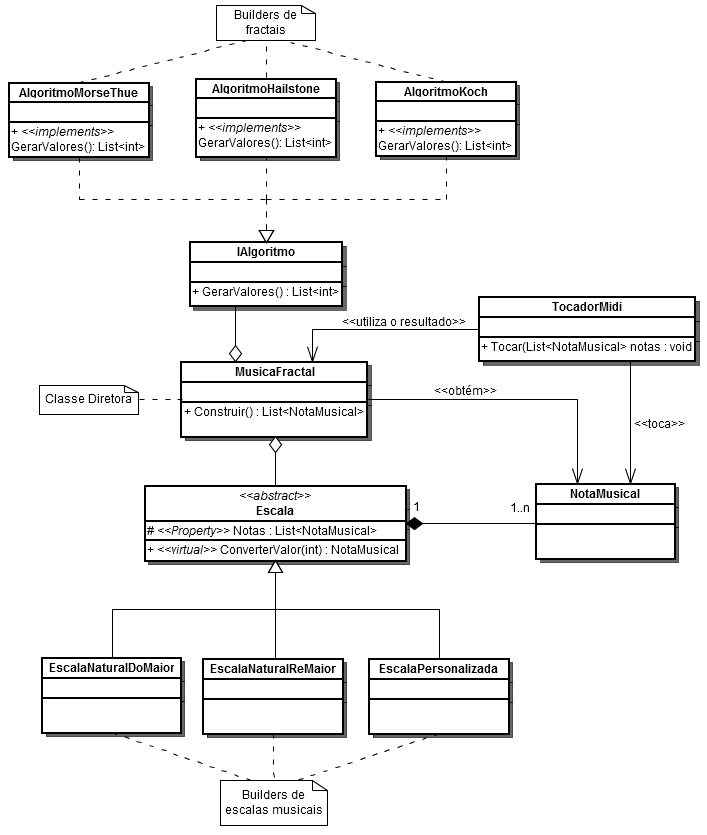 Builders de
fractais
AlgoritmoMorseThue
+ <<implements>>
GerarValores(): List<int>
AlgoritmoHailstone
+ <<implements>>
GerarValores(): List<int>
AlgoritmoKoch
+ <<implements>>
GerarValores(): List<int>
IAlgoritmo
+ GerarValores() : List<int>
TocadorMidi
+ Tocar(List<NotaMusical> notas : void
<<utiliza o resultado>>
MusicaFractal
+ Construir() : List<NotaMusical>
Classe Diretora
<<obtém>>
<<toca>>
<<abstract>>
Escala
# <<Property>> Notas : List<NotaMusical>
+ <<virtual>> ConverterValor(int) : NotaMusical
1
1..n
NotaMusical
EscalaNaturalDoMaior
EscalaNaturalReMaior
EscalaPersonalizada
Builders de
escalas musicais